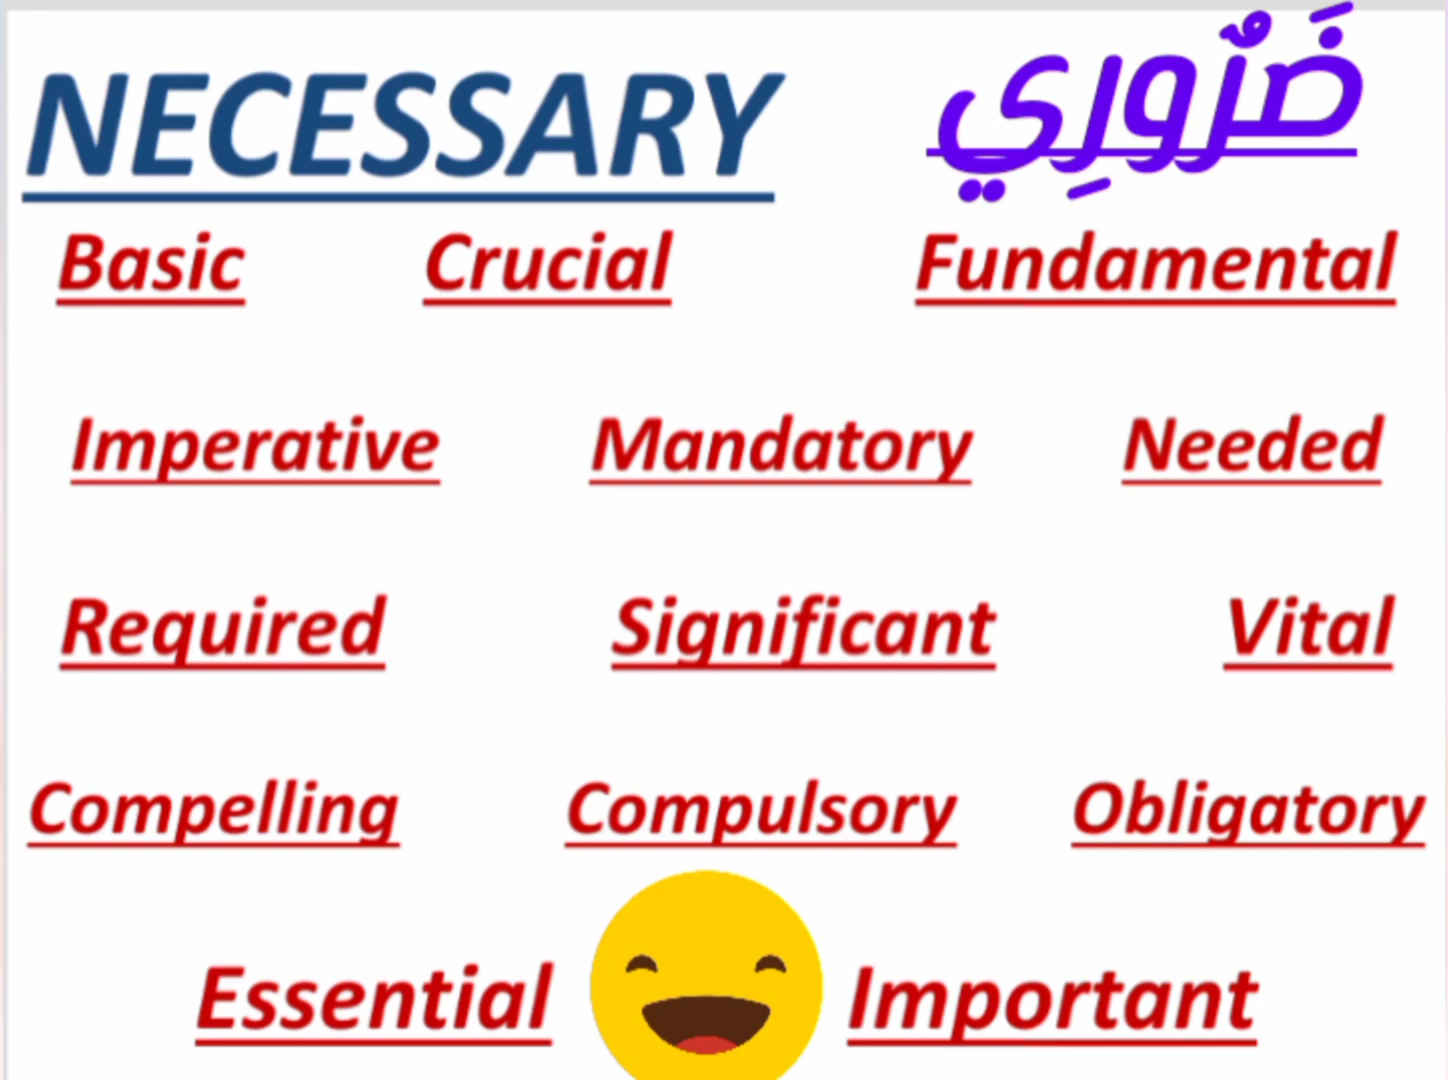 NECESSARY ضَرُورِي
Basic Crucial Fundamental
Imperative Mandatory Needed
Required Significant Vital
Compelling Compulsory Obligatory
Essential Important